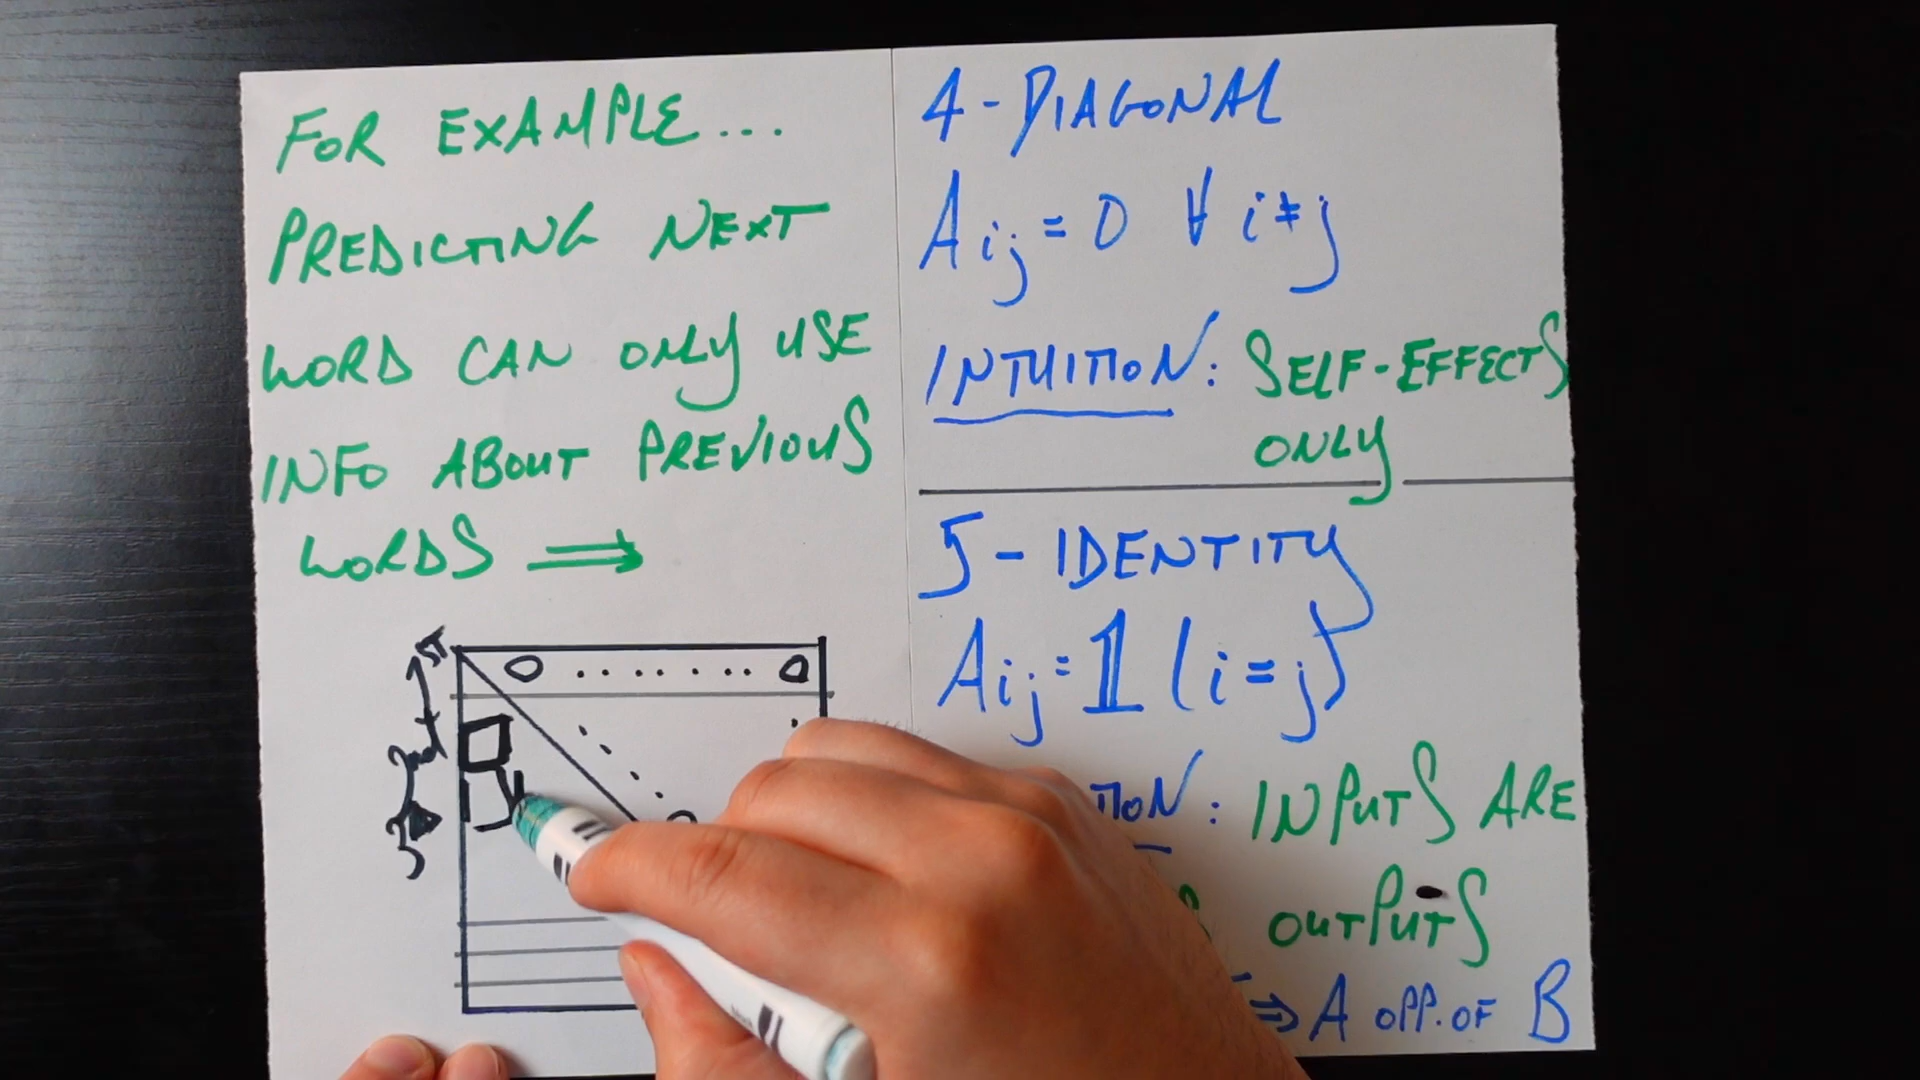 FOR EXAMPLE...
PREDICTING NEXT
WORD CAN ONLY USE
INFO ABOUT PREVIOUS
WORDS ⟹
1ST
0 ....... 0
2nd
4-DIAGONAL
Aij = 0 ∀ i≠j
INTUITION: SELF-EFFECTS
ONLY
5-IDENTITY
Aij = 𝟙 (i=j)
TION: INPUTS ARE
OUTPUTS
⇒ A OPP. OF B